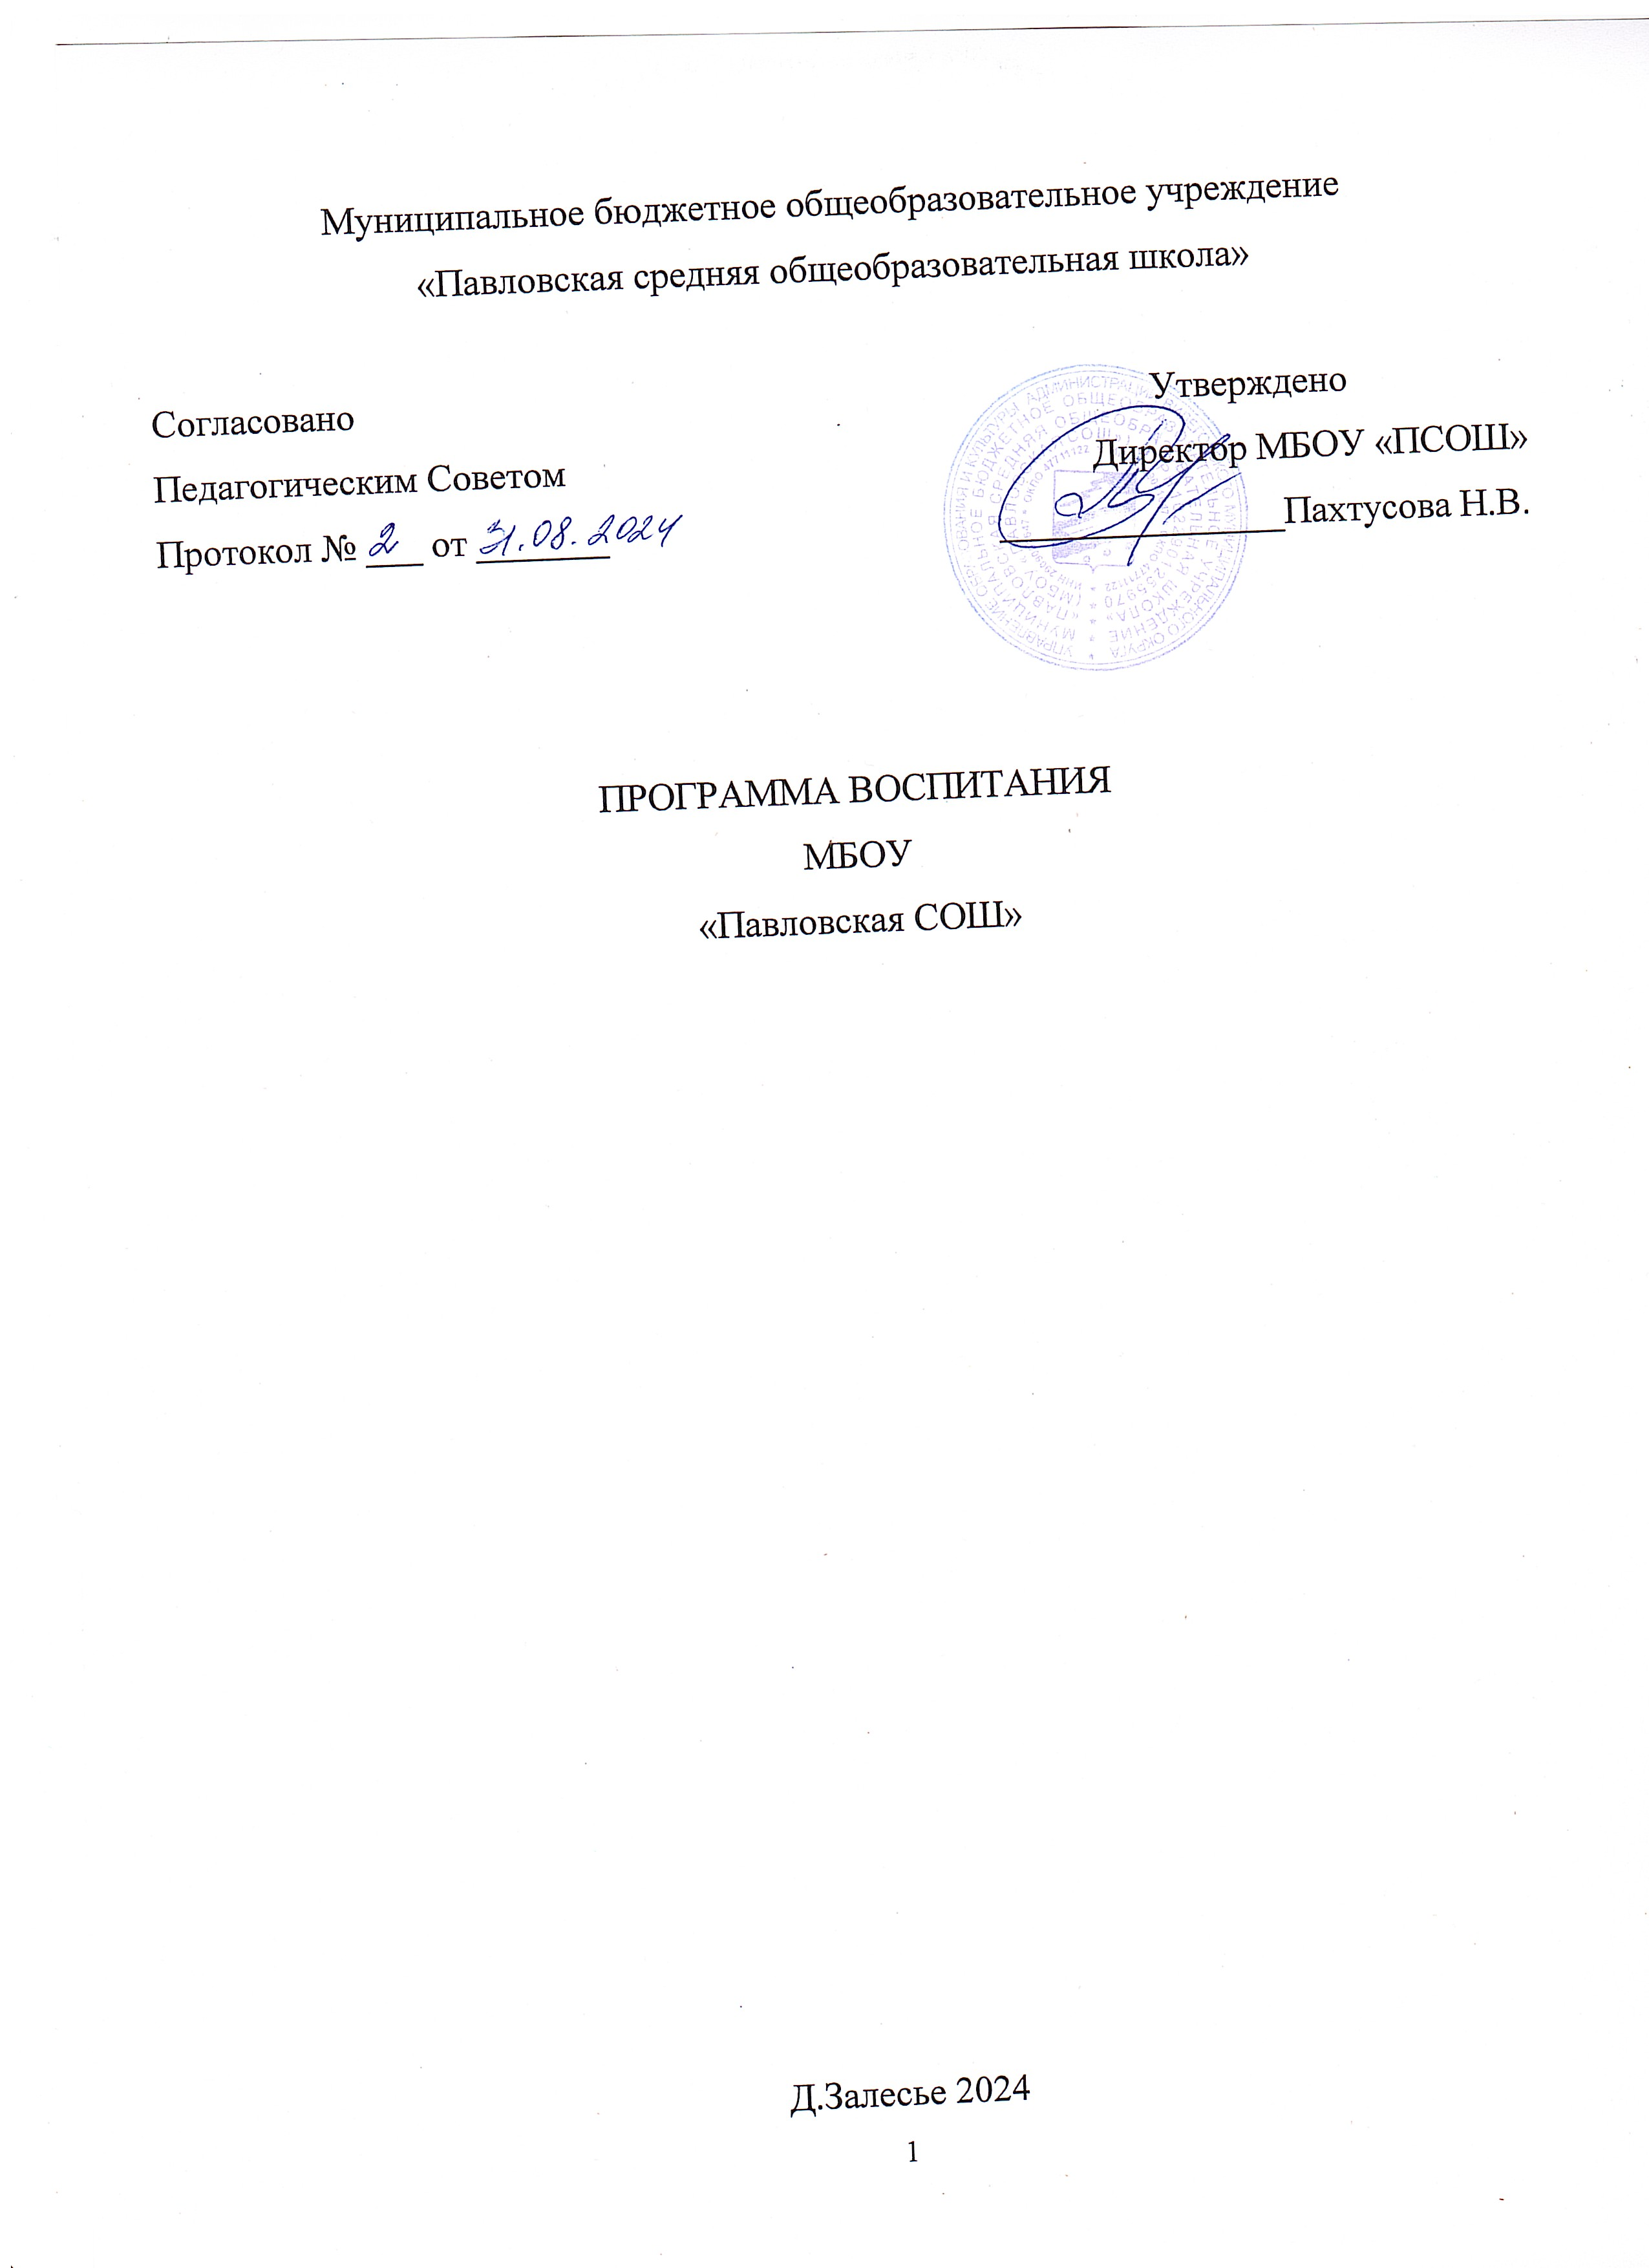 Муниципальное бюджетное общеобразовательное учреждение
«Павловская средняя общеобразовательная школа»
Согласовано
Педагогическим Советом
Протокол № 2 от 31.08.2024
Утверждено
Директор МБОУ «ПСОШ»
Пахтусова Н.В.
ПРОГРАММА ВОСПИТАНИЯ
МБОУ
«Павловская СОШ»
Д.Залесье 2024
1